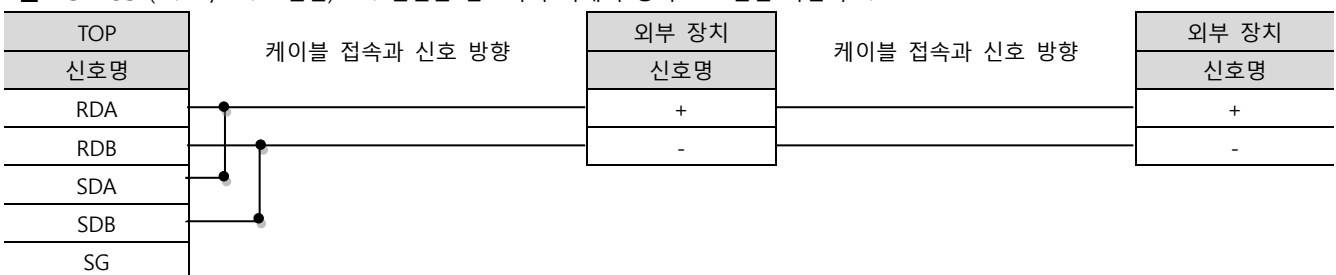 TOP 케이블 접속과 신호 방향 외부 장치 케이블 접속과 신호 방향 외부 장치
신호명 신호명 신호명
RDA + +
RDB - -
SDA
SDB
SG